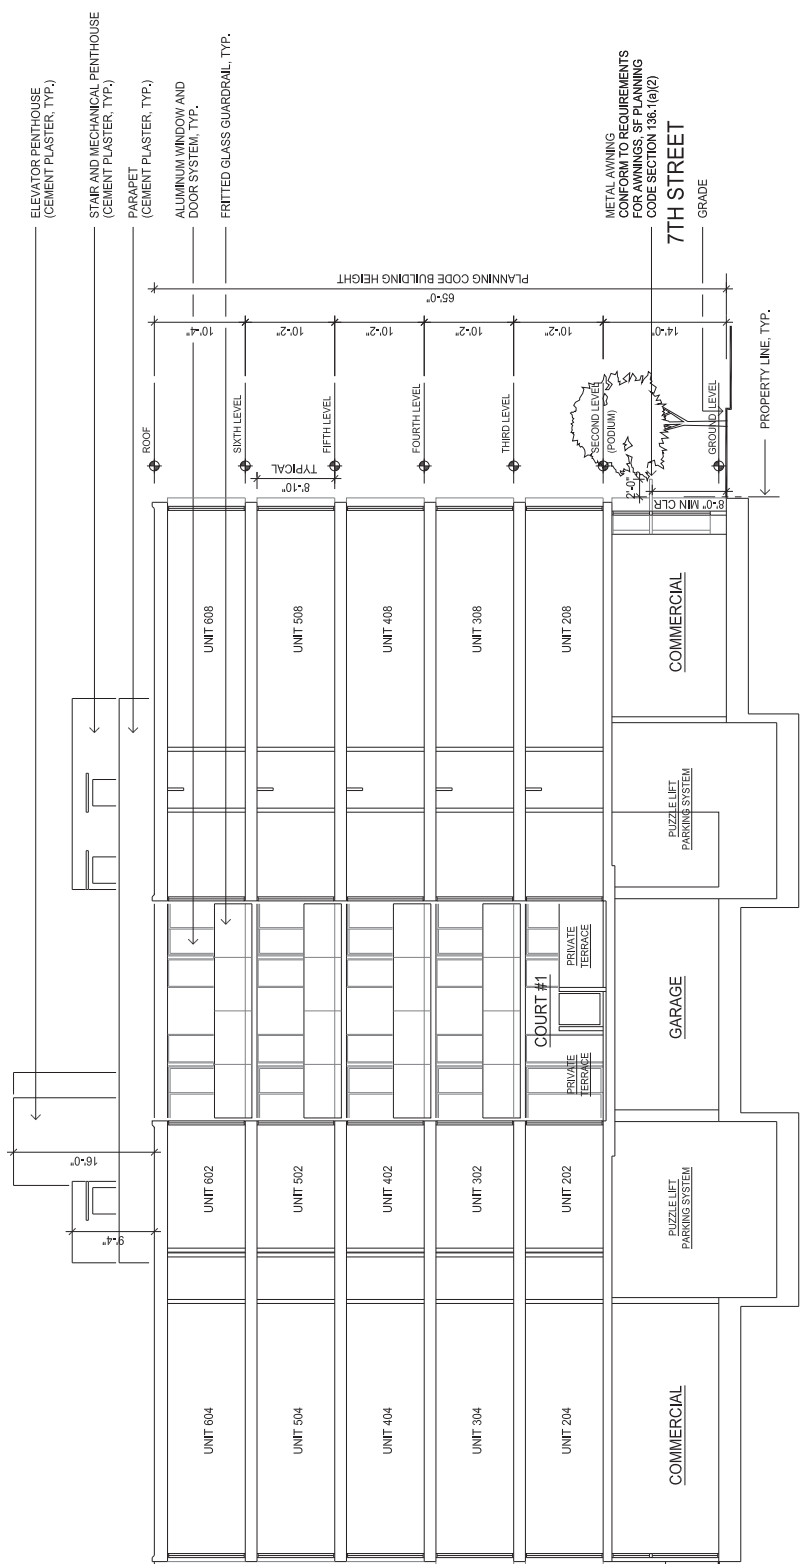 ELEVATOR PENTHOUSE
(CEMENT PLASTER, TYP.)
STAIR AND MECHANICAL PENTHOUSE
(CEMENT PLASTER, TYP.)
PARAPET
(CEMENT PLASTER, TYP.)
ALUMINUM WINDOW AND
DOOR SYSTEM, TYP.
FRITTED GLASS GUARDRAIL, TYP.
METAL AWNING
CONFORM TO REQUIREMENTS
FOR AWNINGS, SF PLANNING
CODE SECTION 136.1(a)(2)
7TH STREET
GRADE
PROPERTY LINE, TYP.
PLANNING CODE BUILDING HEIGHT
65'-0"
10'-4"
10'-2"
10'-2"
10'-2"
10'-2"
14'-0"
ROOF
SIXTH LEVEL
FIFTH LEVEL
FOURTH LEVEL
THIRD LEVEL
SECOND LEVEL
(PODIUM)
GROUND LEVEL
TYPICAL
8'-10"
2'-0"
8'-0" MIN CLR
16'-0"
9'-4"
UNIT 604
UNIT 602
UNIT 608
UNIT 504
UNIT 502
UNIT 508
UNIT 404
UNIT 402
UNIT 408
UNIT 304
UNIT 302
UNIT 308
UNIT 204
UNIT 202
UNIT 208
COURT #1
PRIVATE
TERRACE
PRIVATE
TERRACE
COMMERCIAL
PUZZLE LIFT
PARKING SYSTEM
GARAGE
PUZZLE LIFT
PARKING SYSTEM
COMMERCIAL